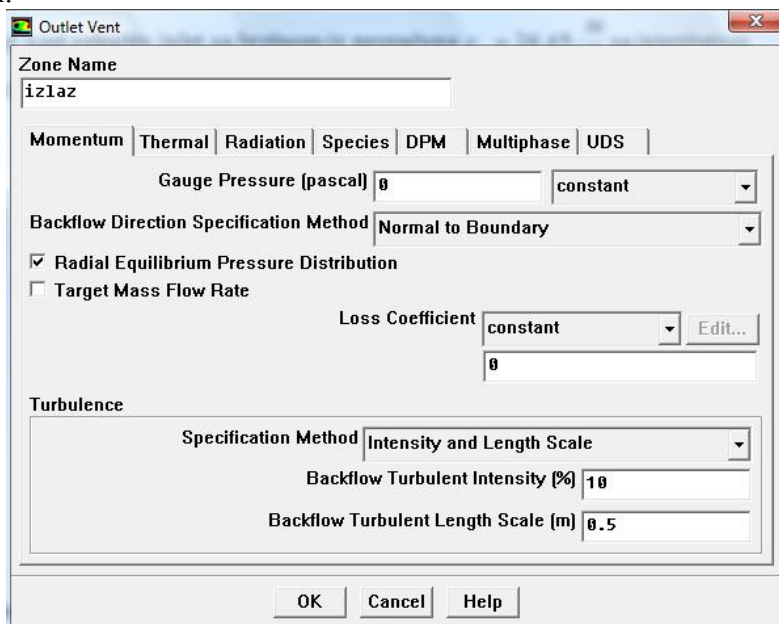 Outlet Vent
Zone Name
izlaz
Momentum Thermal Radiation Species DPM Multiphase UDS
Gauge Pressure (pascal) 0 constant
Backflow Direction Specification Method Normal to Boundary
Radial Equilibrium Pressure Distribution
Target Mass Flow Rate
Loss Coefficient constant Edit...
0
Turbulence
Specification Method Intensity and Length Scale
Backflow Turbulent Intensity (%) 10
Backflow Turbulent Length Scale (m) 0.5
OK Cancel Help